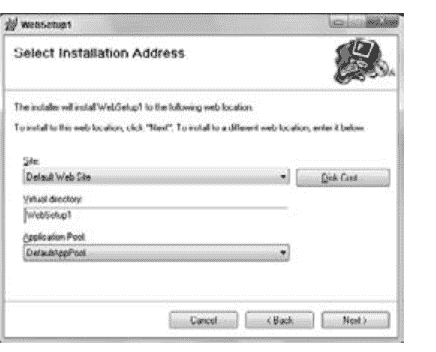 WebSetup1
Select Installation Address
The installer will install WebSetup1 to the following web location.
To install to this web location, click "Next". To install to a different web location, enter it below.
Site:
Default Web Site
Disk Cost...
Virtual directory:
WebSetup1
Application Pool:
DefaultAppPool
Cancel
< Back
Next >